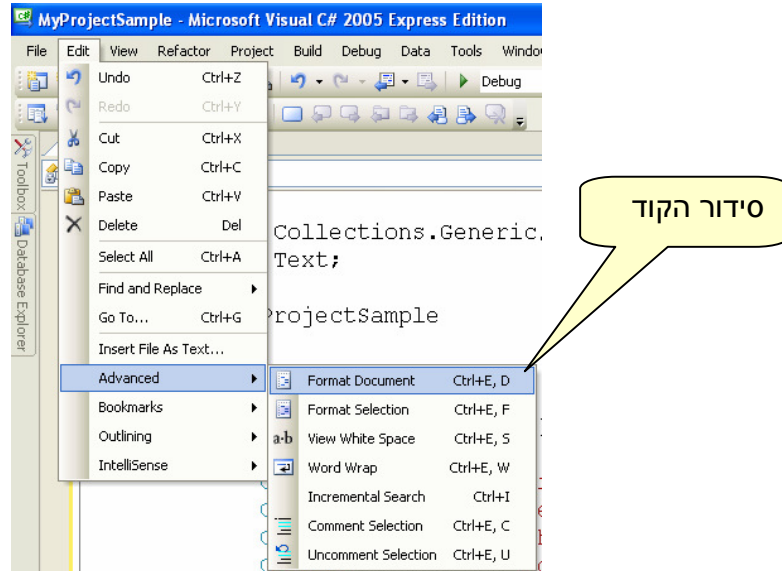 MyProjectSample - Microsoft Visual C# 2005 Express Edition
File Edit View Refactor Project Build Debug Data Tools
Undo Ctrl+Z
Debug
Redo Ctrl+Y
Cut Ctrl+X
Copy Ctrl+C
Paste Ctrl+V
Delete Del
Select All Ctrl+A
Find and Replace
Go To... Ctrl+G
Insert File As Text...
Advanced
Bookmarks
Outlining
IntelliSense
Toolbox
Database Explorer
Collections.Generic
Text;
rojectSample
סידור הקוד
Format Document Ctrl+E, D
Format Selection Ctrl+E, F
a-b View White Space Ctrl+E, S
Word Wrap Ctrl+E, W
Incremental Search Ctrl+I
Comment Selection Ctrl+E, C
Uncomment Selection Ctrl+E, U